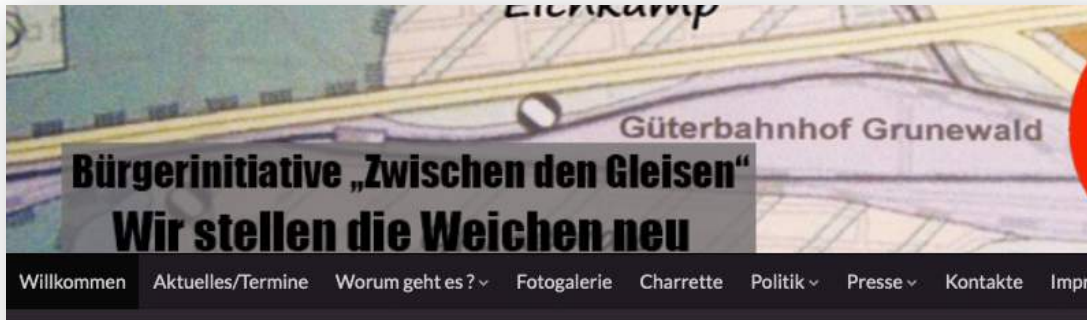 Eichkamp
Güterbahnhof Grunewald
Bürgerinitiative „Zwischen den Gleisen“
Wir stellen die Weichen neu
Willkommen Aktuelles/Termine Worum geht es ? Fotogalerie Charrette Politik Presse Kontakte